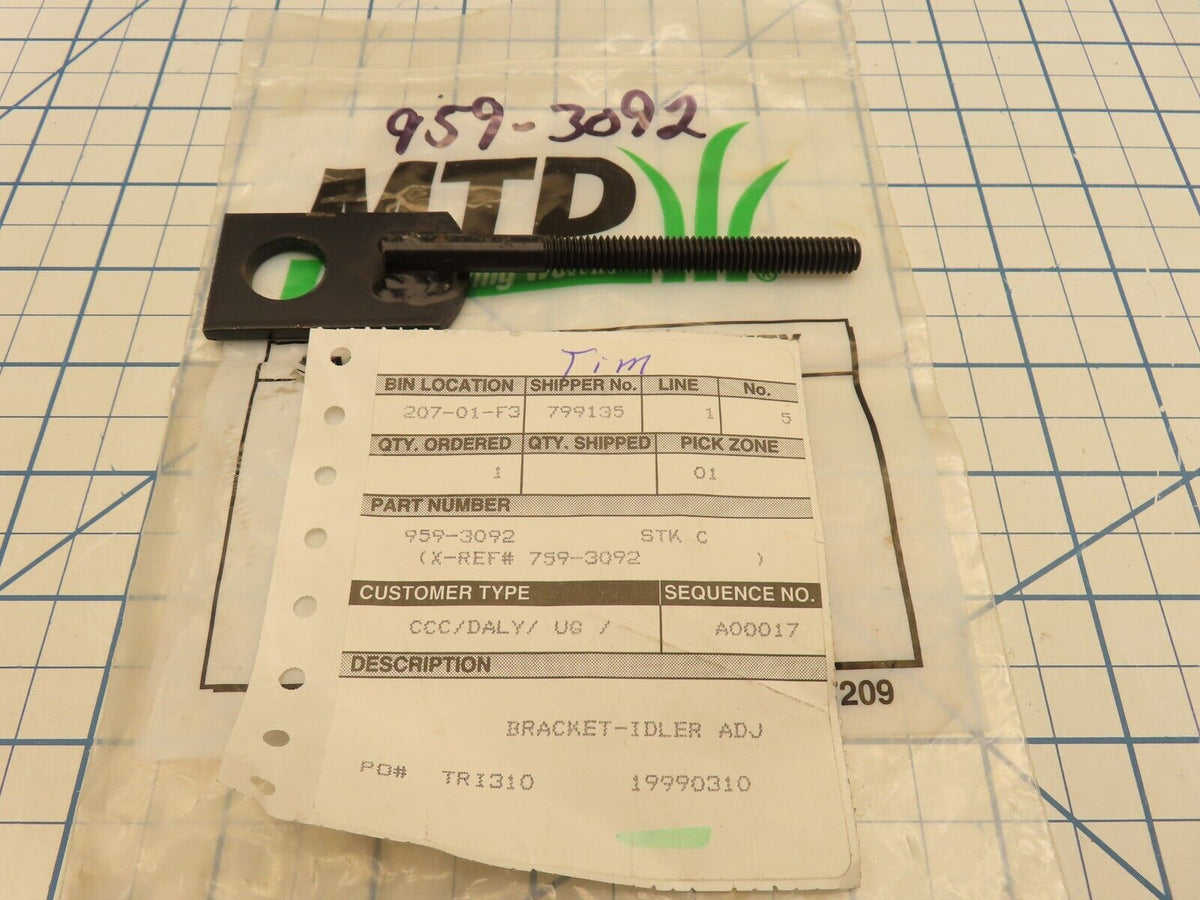 959-3092
MTD
®
Tim
BIN LOCATION SHIPPER No. LINE No.
207-01-F3 799135 1 5
QTY. ORDERED QTY. SHIPPED PICK ZONE
1 01
PART NUMBER
959-3092 STK C
(X-REF# 759-3092 )
CUSTOMER TYPE SEQUENCE NO.
CCC/DALY/ UG / A00017
DESCRIPTION
209
BRACKET-IDLER ADJ
PO# TRI310 19990310